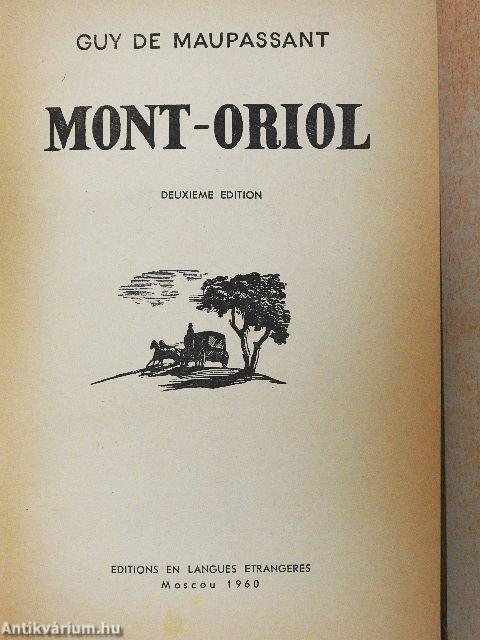 GUY DE MAUPASSANT
MONT-ORIOL
DEUXIEME EDITION
EDITIONS EN LANGUES ETRANGERES
Moscou 1960
Antikvárium.hu